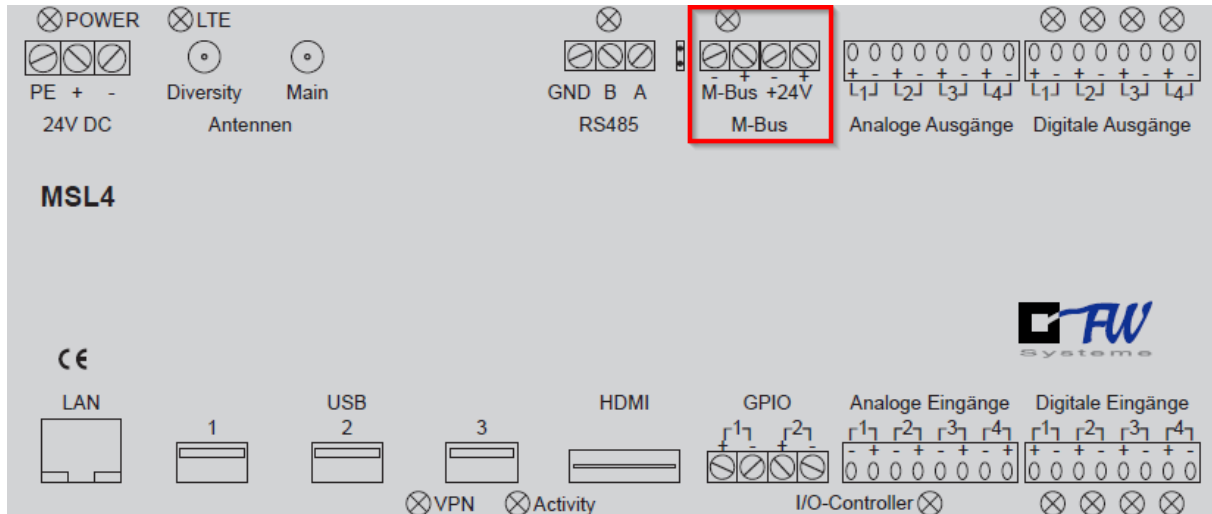 POWER LTE
- + - + + - + - + - + - + - + - + - + -
PE + - Diversity Main GND B A M-Bus +24V 1 2 3 4 1 2 3 4
24V DC Antennen RS485 M-Bus Analoge Ausgänge Digitale Ausgänge
MSL4
FW
Systeme
CE
LAN USB HDMI GPIO Analoge Eingänge Digitale Eingänge
1 2 3 1 2 1 2 3 4 1 2 3 4
+ - + - - + - + - + - + - + - + - + - +
VPN Activity I/O-Controller